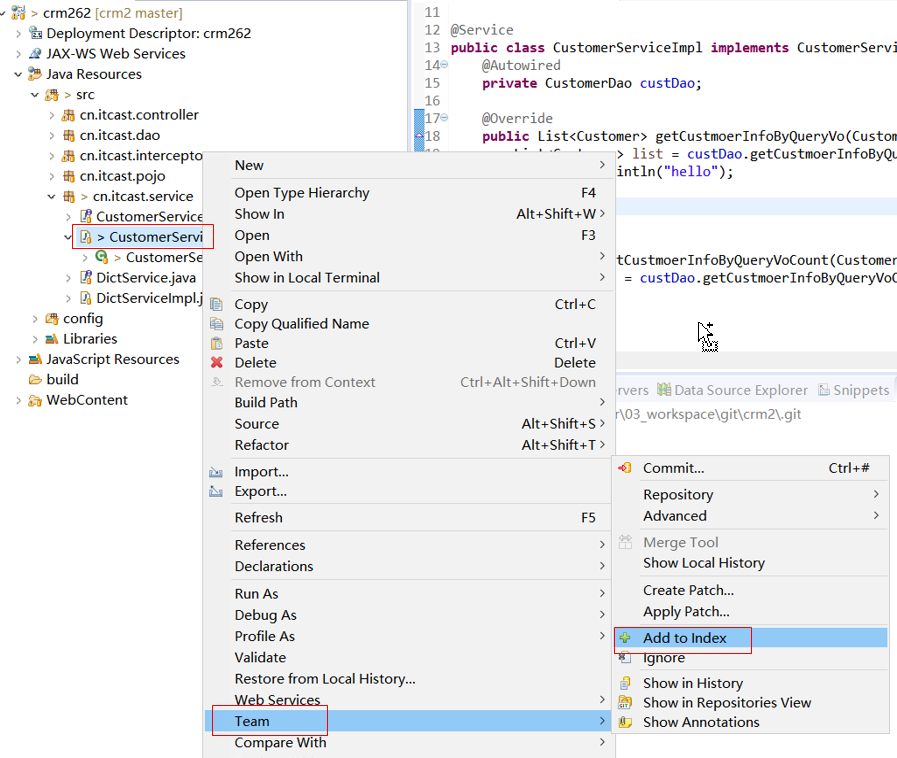 > crm262 [crm2 master]
Deployment Descriptor: crm262
JAX-WS Web Services
Java Resources
> src
cn.itcast.controller
cn.itcast.dao
cn.itcast.intercepto
cn.itcast.pojo
> cn.itcast.service
CustomerService
> CustomerServi
> CustomerSe
DictService.java
DictServiceImpl.j
config
Libraries
JavaScript Resources
build
WebContent
11
12 @Service
13 public class CustomerServiceImpl implements CustomerServi
14 @Autowired
15 private CustomerDao custDao;
16
17 @Override
18 public List<Customer> getCustmoerInfoByQueryVo(Custom
> list = custDao.getCustmoerInfoByQu
intln("hello");
tCustmoerInfoByQueryVoCount(Customer
= custDao.getCustmoerInfoByQueryVoC
rvers Data Source Explorer Snippets
r\03_workspace\git\crm2\.git
New
Open Type Hierarchy F4
Show In Alt+Shift+W
Open F3
Open With
Show in Local Terminal
Copy Ctrl+C
Copy Qualified Name
Paste Ctrl+V
Delete Delete
Remove from Context Ctrl+Alt+Shift+Down
Build Path
Source Alt+Shift+S
Refactor Alt+Shift+T
Import...
Export...
Refresh F5
References
Declarations
Run As
Debug As
Profile As
Validate
Restore from Local History...
Web Services
Team
Compare With
Commit... Ctrl+#
Repository
Advanced
Merge Tool
Show Local History
Create Patch...
Apply Patch...
Add to Index
Ignore
Show in History
Show in Repositories View
Show Annotations